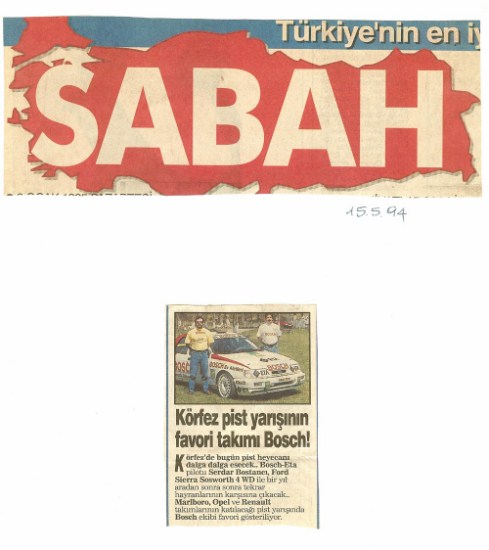 Türkiye'nin en iy
SABAH
15.5.94
BOSCH
Körfez pist yarışının
favori takımı Bosch!
Körfez'de bugün pist heyecanı
dalga dalga esecek.. Bosch-Eta
pilotu Serdar Bostancı, Ford
Sierra Sosworth 4 WD ile bir yıl
aradan sonra sonra tekrar
hayranlarının karşısına çıkacak..
Marlboro, Opel ve Renault
takımlarının katılacağı pist yarışında
Bosch ekibi favori gösteriliyor.